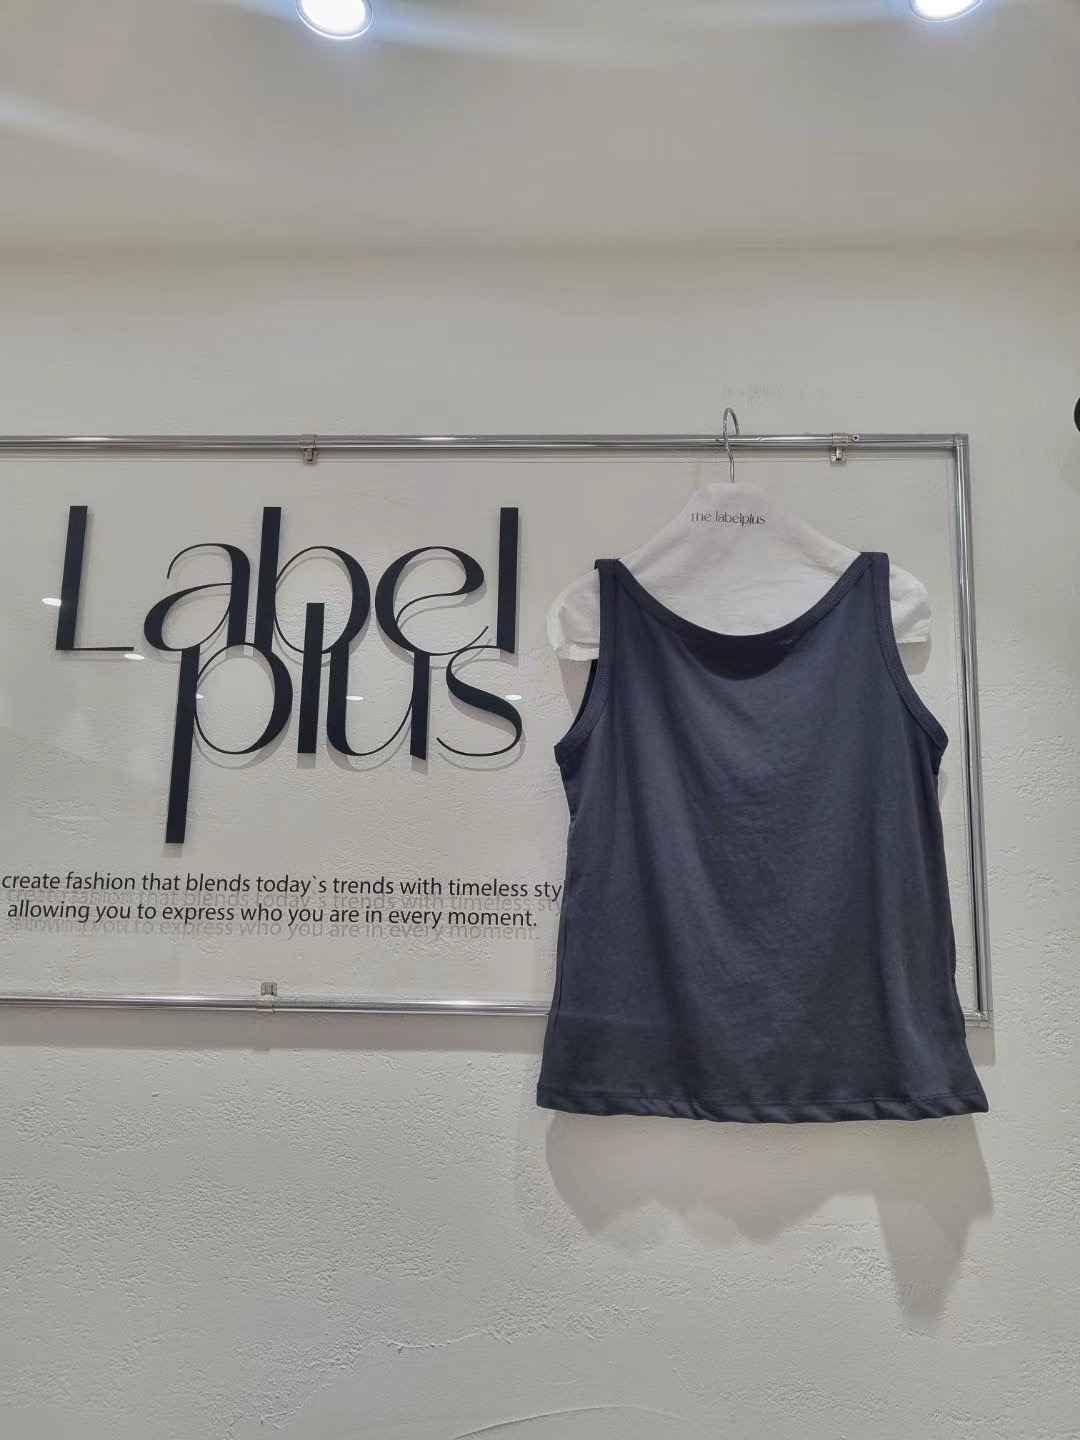 Label
plus
create fashion that blends today`s trends with timeless sty
allowing you to express who you are in every moment.
The labelplus